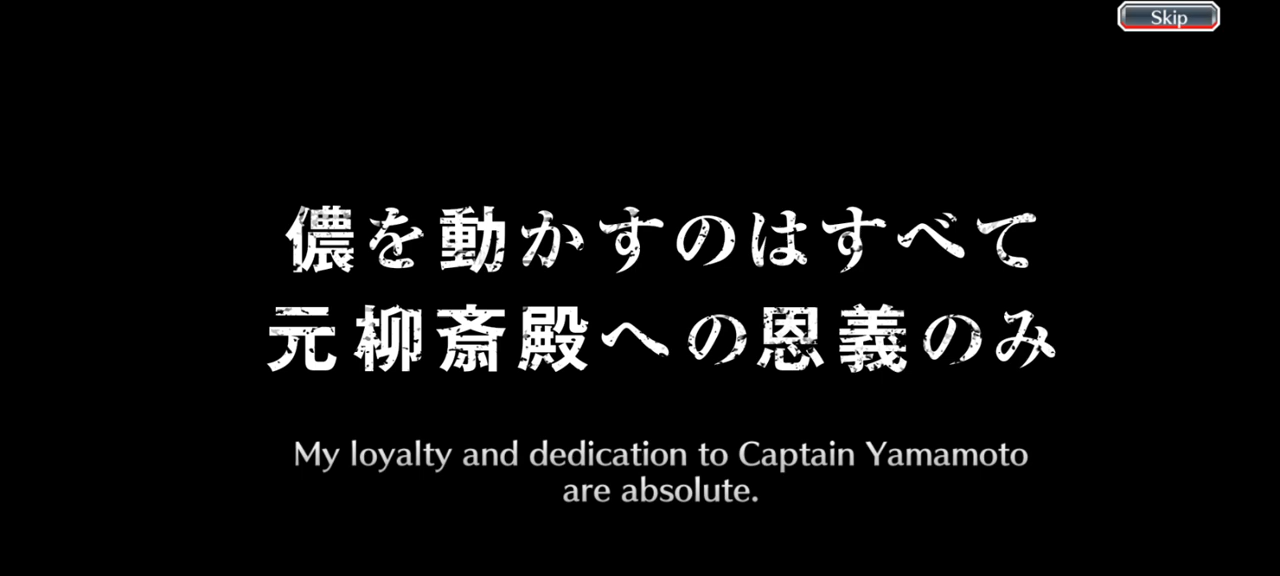 Skip
儂を動かすのはすべて
元柳斎殿への恩義のみ
My loyalty and dedication to Captain Yamamoto
are absolute.